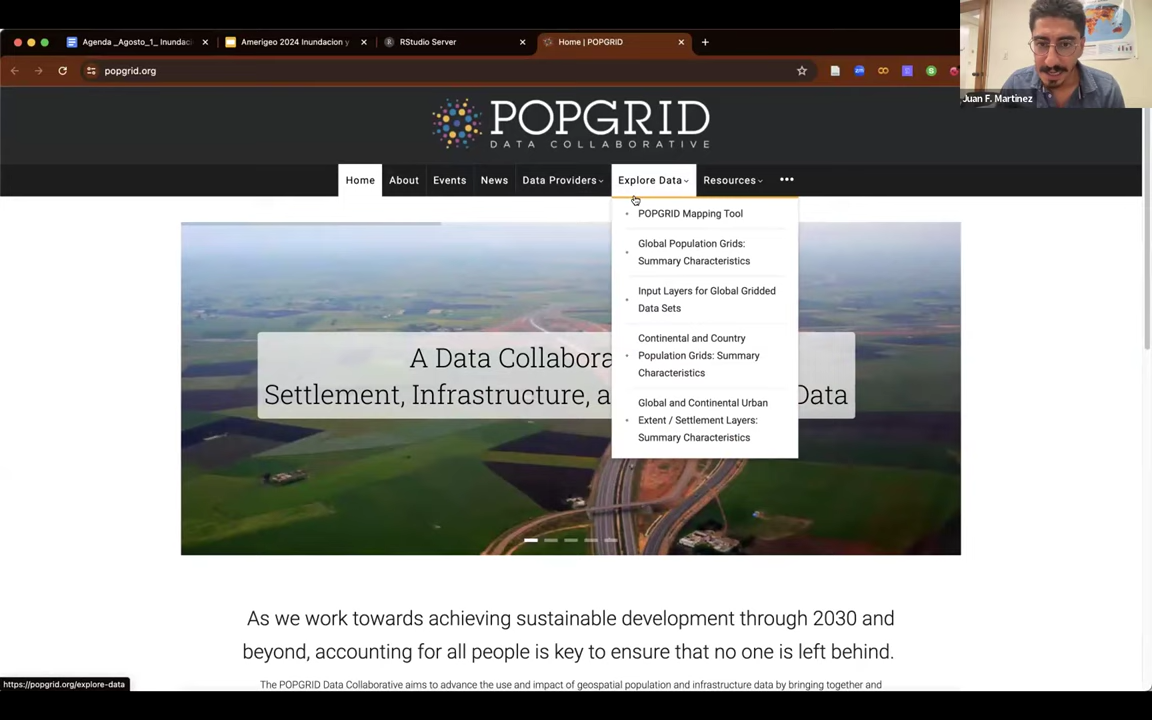 Agenda _Agosto_1_ Inundaci
Amerigeo 2024 Inundacion y
RStudio Server
Home | POPGRID
popgrid.org
Juan F. Martinez
POPGRID
DATA COLLABORATIVE
Home
About
Events
News
Data Providers
Explore Data
Resources
POPGRID Mapping Tool
Global Population Grids:
Summary Characteristics
Input Layers for Global Gridded
Data Sets
Continental and Country
Population Grids: Summary
Characteristics
Global and Continental Urban
Extent / Settlement Layers:
Summary Characteristics
A Data Collabora
Settlement, Infrastructure, a
Data
As we work towards achieving sustainable development through 2030 and
beyond, accounting for all people is key to ensure that no one is left behind.
The POPGRID Data Collaborative aims to advance the use and impact of geospatial population and infrastructure data by bringing together and
https://popgrid.org/explore-data